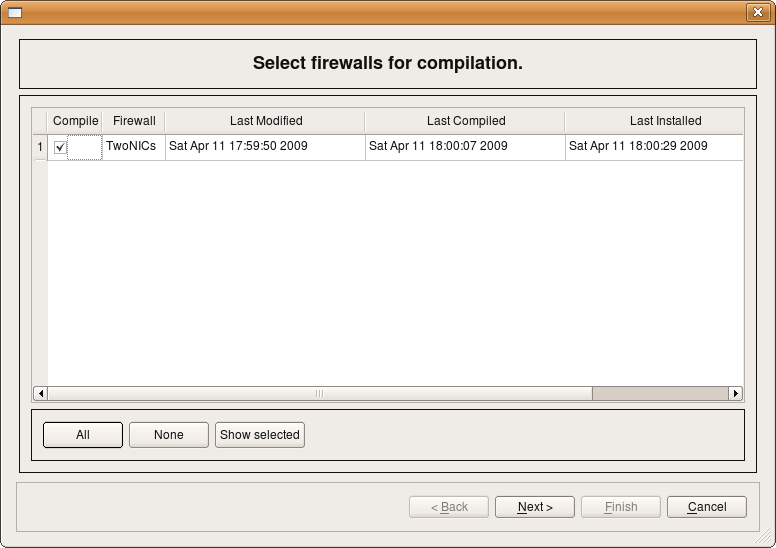 Select firewalls for compilation.
Compile Firewall Last Modified Last Compiled Last Installed
1 TwoNICs Sat Apr 11 17:59:50 2009 Sat Apr 11 18:00:07 2009 Sat Apr 11 18:00:29 2009
All None Show selected
< Back Next > Finish Cancel